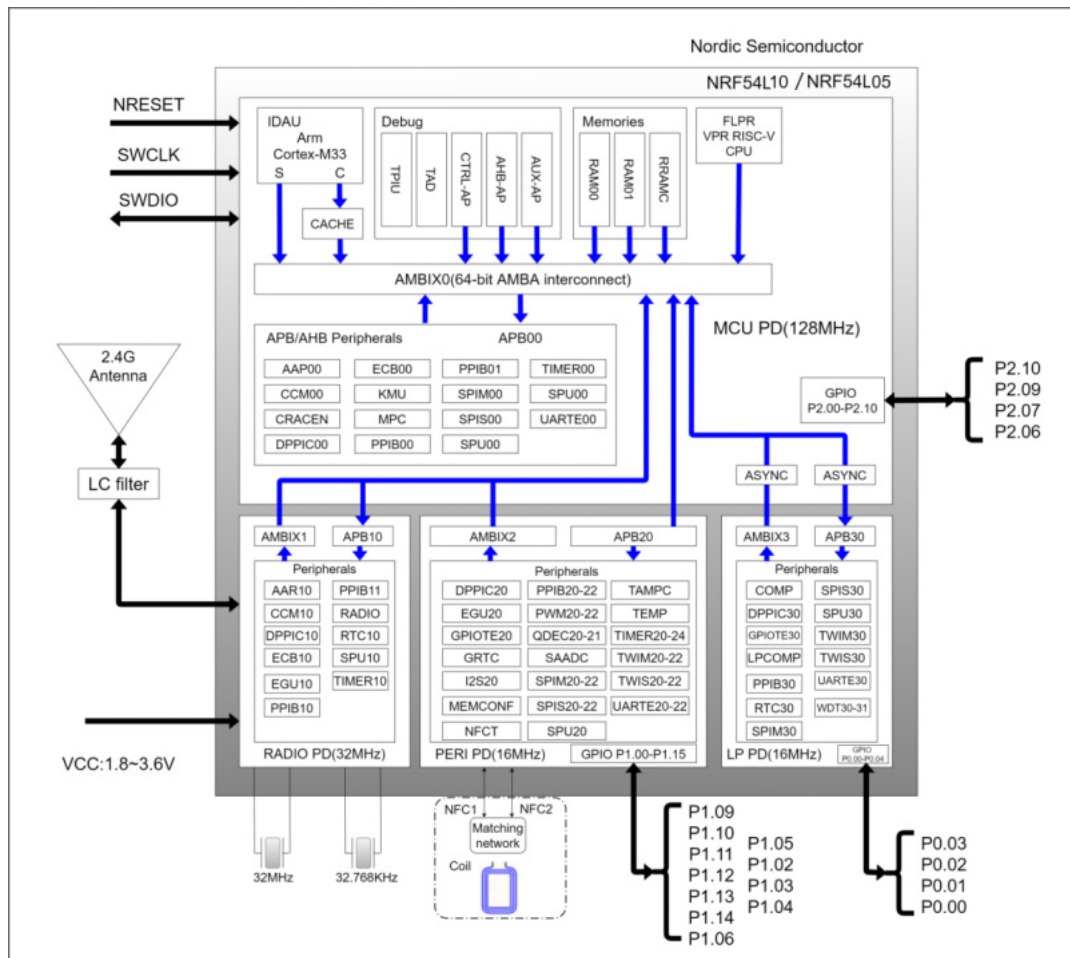 Nordic Semiconductor
NRF54L10 / NRF54L05
NRESET
SWCLK
SWDIO
IDAU
Arm
Cortex-M33
S C
CACHE
Debug
TPIU
TAD
CTRL-AP
AHB-AP
AUX-AP
Memories
RAM00
RAM01
RRAMC
FLPR
VPR RISC-V
CPU
AMBIX0(64-bit AMBA interconnect)
MCU PD(128MHz)
APB/AHB Peripherals APB00
AAP00 ECB00 PPIB01 TIMER00
CCM00 KMU SPIM00 SPU00
CRACEN MPC SPIS00 UARTE00
DPPIC00 PPIB00 SPU00
GPIO
P2.00-P2.10
P2.10
P2.09
P2.07
P2.06
2.4G
Antenna
LC filter
ASYNC ASYNC
AMBIX1 APB10
Peripherals
AAR10 PPIB11
CCM10 RADIO
DPPIC10 RTC10
ECB10 SPU10
EGU10 TIMER10
PPIB10
RADIO PD(32MHz)
AMBIX2 APB20
Peripherals
DPPIC20 PPIB20-22 TAMPC
EGU20 PWM20-22 TEMP
GPIOTE20 QDEC20-21 TIMER20-24
GRTC SAADC TWIM20-22
I2S20 SPIM20-22 TWIS20-22
MEMCONF SPIS20-22 UARTE20-22
NFCT SPU20
PERI PD(16MHz) GPIO P1.00-P1.15
AMBIX3 APB30
Peripherals
COMP SPIS30
DPPIC30 SPU30
GPIOTE30 TWIM30
LPCOMP TWIS30
PPIB30 UARTE30
RTC30 WDT30-31
SPIM30
LP PD(16MHz)
GPIO
P0.00-P0.04
VCC:1.8~3.6V
32MHz
32.768KHz
NFC1 NFC2
Matching
network
Coil
P1.09
P1.10
P1.11
P1.12
P1.13
P1.14
P1.06
P1.05
P1.02
P1.03
P1.04
P0.03
P0.02
P0.01
P0.00